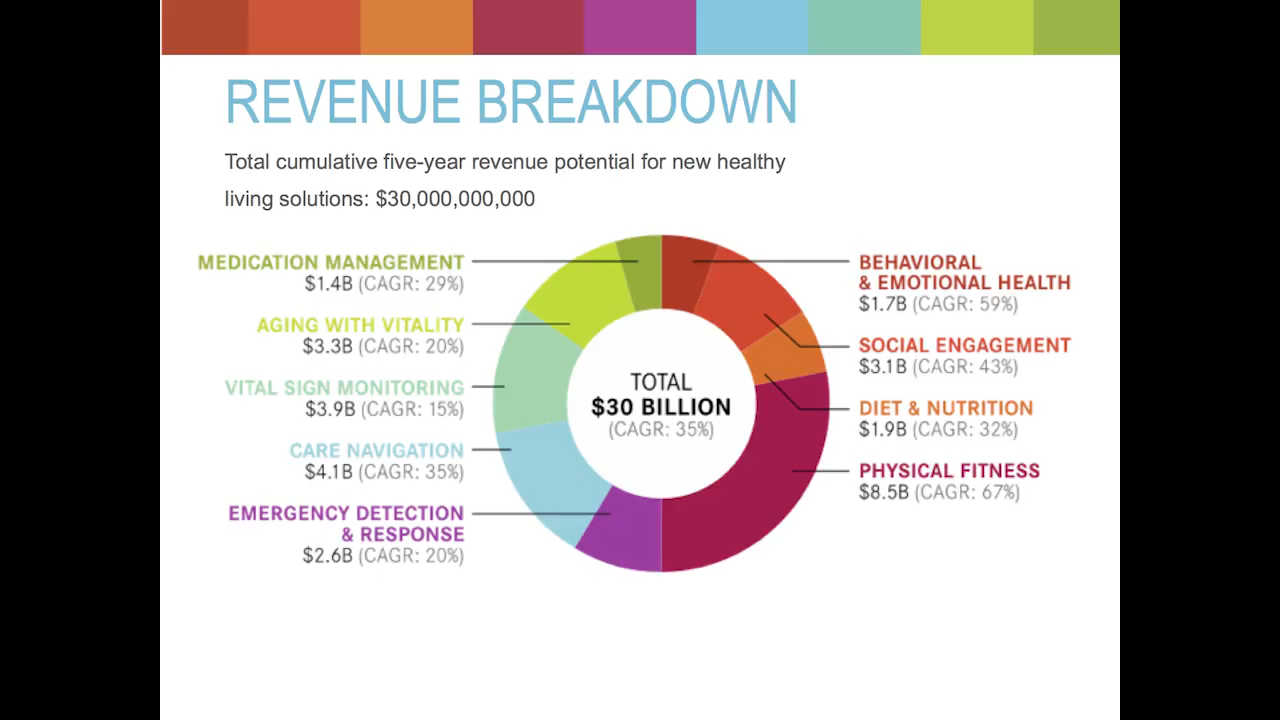 REVENUE BREAKDOWN
Total cumulative five-year revenue potential for new healthy
living solutions: $30,000,000,000
MEDICATION MANAGEMENT
$1.4B (CAGR: 29%)
AGING WITH VITALITY
$3.3B (CAGR: 20%)
VITAL SIGN MONITORING
$3.9B (CAGR: 15%)
CARE NAVIGATION
$4.1B (CAGR: 35%)
EMERGENCY DETECTION
& RESPONSE
$2.6B (CAGR: 20%)
TOTAL
$30 BILLION
(CAGR: 35%)
BEHAVIORAL
& EMOTIONAL HEALTH
$1.7B (CAGR: 59%)
SOCIAL ENGAGEMENT
$3.1B (CAGR: 43%)
DIET & NUTRITION
$1.9B (CAGR: 32%)
PHYSICAL FITNESS
$8.5B (CAGR: 67%)